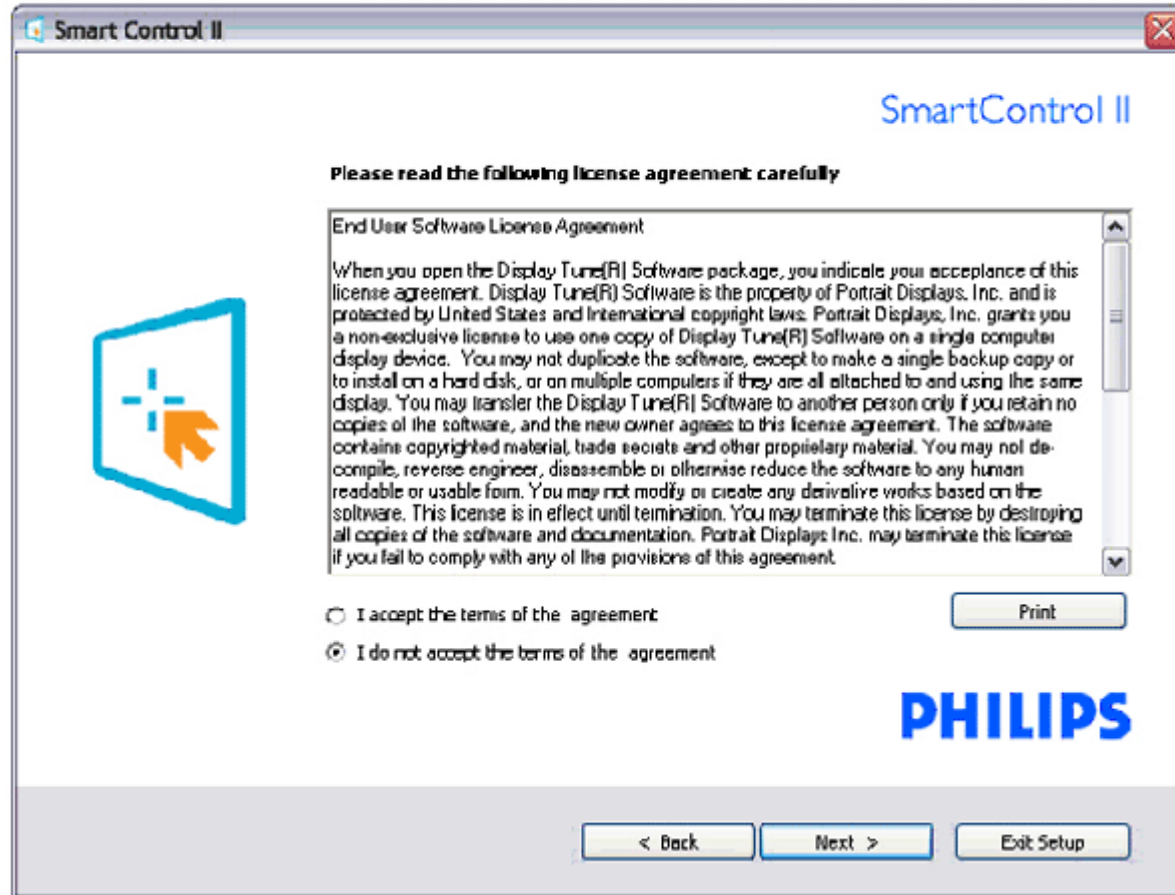 Smart Control II
SmartControl II
Please read the following license agreement carefully
End User Software License Agreement
When you open the Display Tune(R) Software package, you indicate your acceptance of this
license agreement. Display Tune(R) Software is the property of Portrait Displays, Inc. and is
protected by United States and International copyright laws. Portrait Displays, Inc. grants you
a non-exclusive license to use one copy of Display Tune(R) Software on a single computer
display device. You may not duplicate the software, except to make a single backup copy or
to install on a hard disk, or on multiple computers if they are all attached to and using the same
display. You may transfer the Display Tune(R) Software to another person only if you retain no
copies of the software, and the new owner agrees to this license agreement. The software
contains copyrighted material, trade secrets and other proprietary material. You may not de-
compile, reverse engineer, disassemble or otherwise reduce the software to any human
readable or usable form. You may not modify or create any derivative works based on the
software. This license is in effect until termination. You may terminate this license by destroying
all copies of the software and documentation. Portrait Displays Inc. may terminate this license
if you fail to comply with any of the provisions of this agreement.
I accept the terms of the agreement
Print
I do not accept the terms of the agreement
PHILIPS
< Back
Next >
Exit Setup